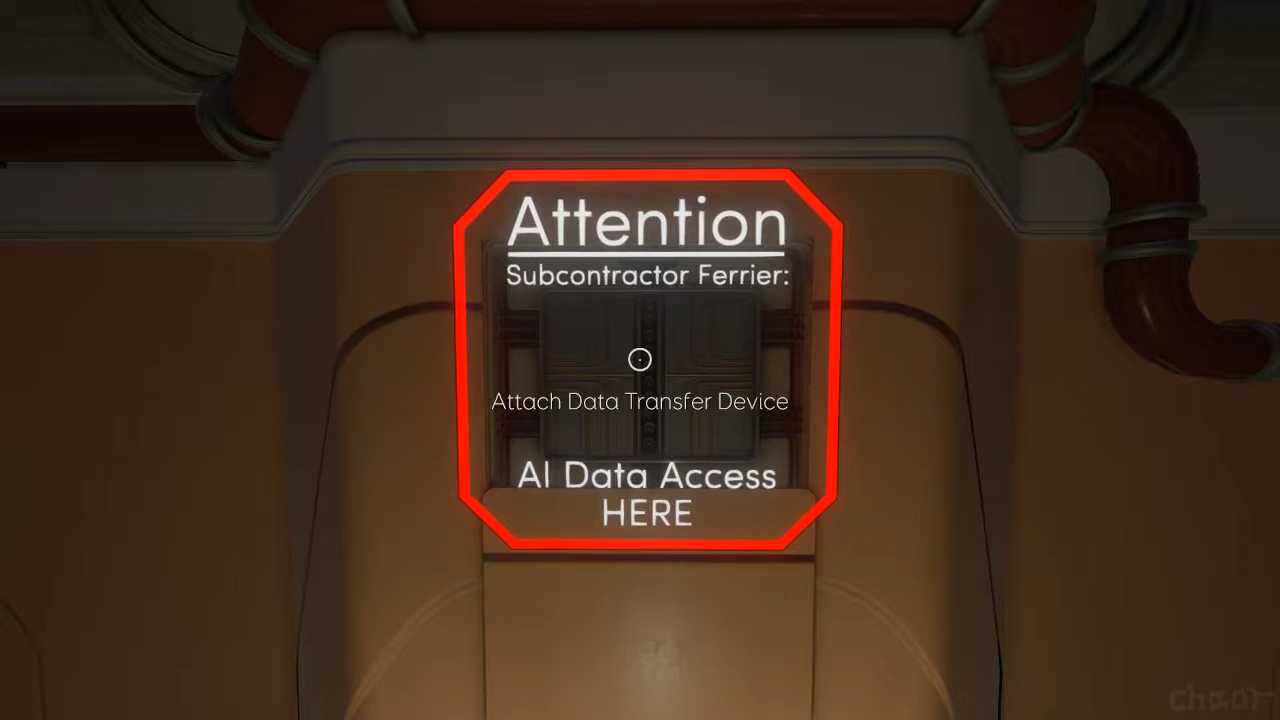 Attention
Subcontractor Ferrier:
Attach Data Transfer Device
AI Data Access
HERE